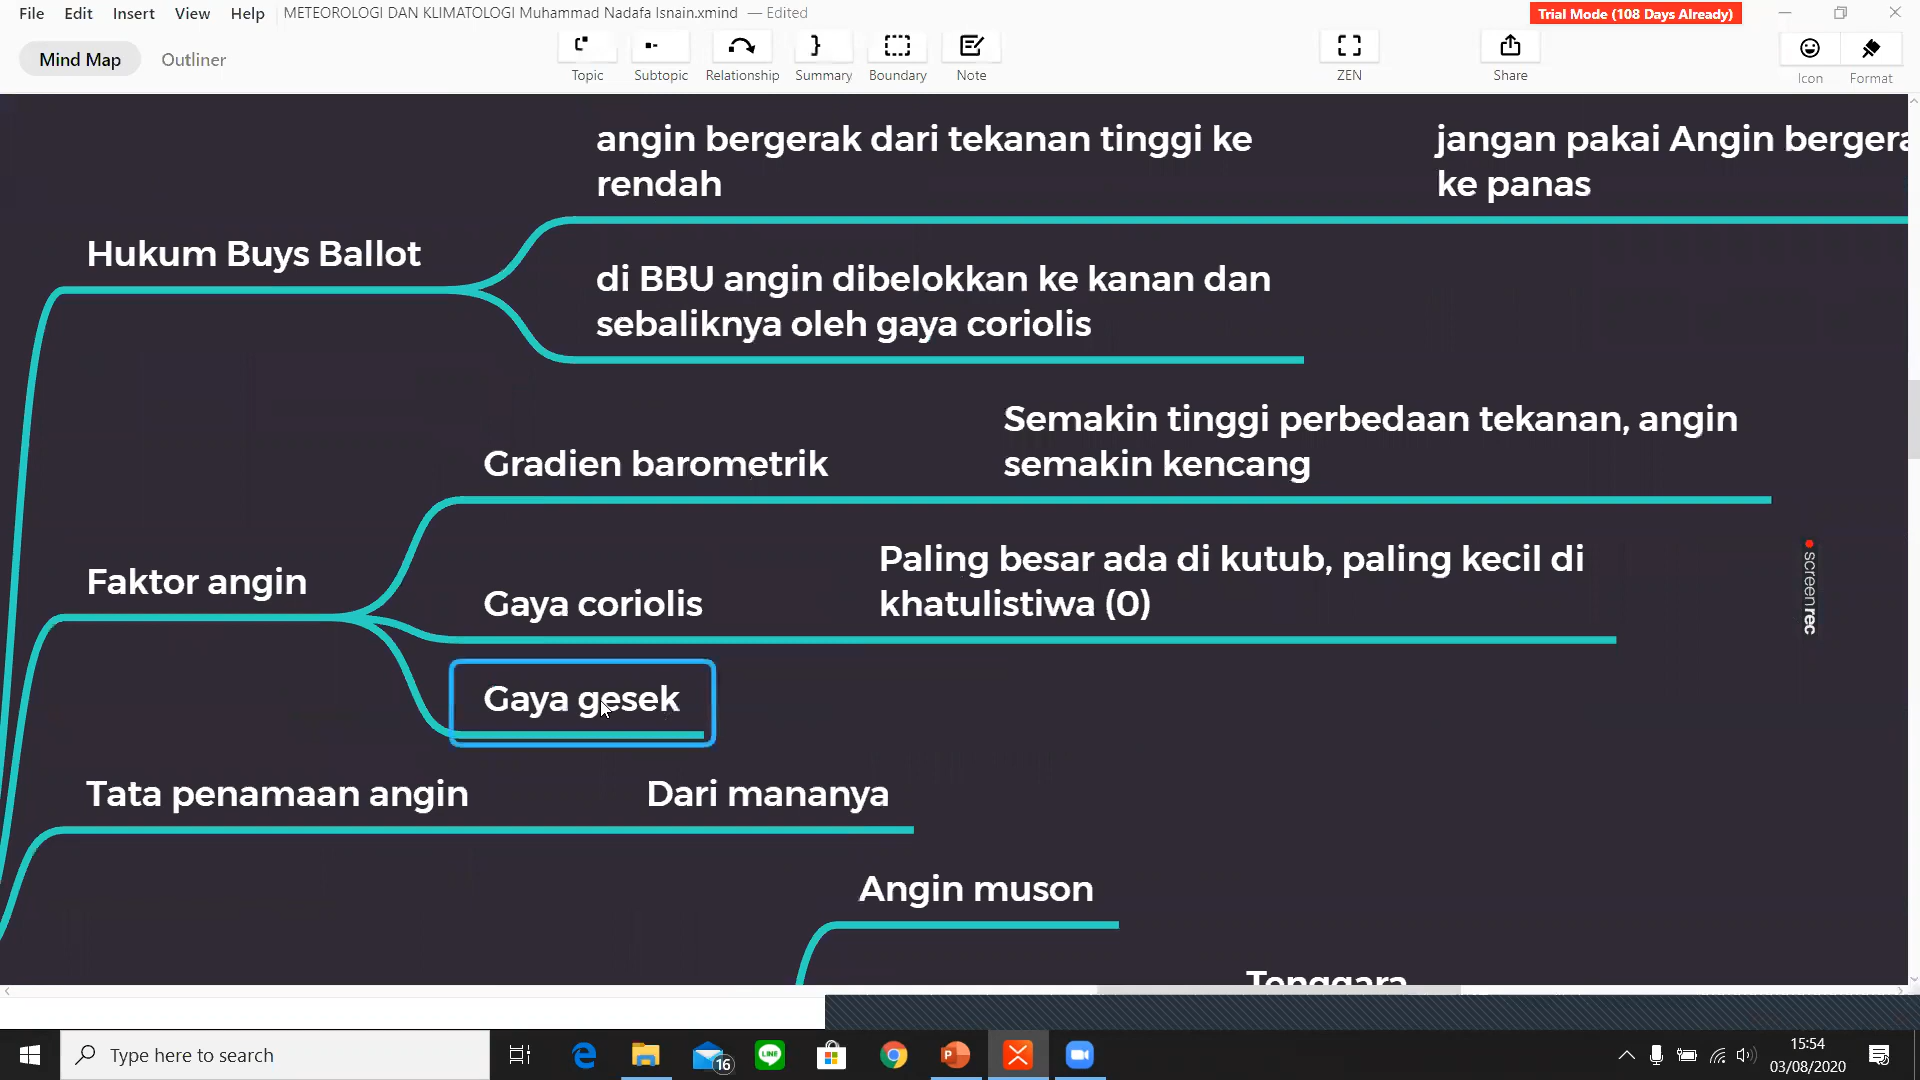 File Edit Insert View Help METEOROLOGI DAN KLIMATOLOGI Muhammad Nadafa Isnain.xmind — Edited
Trial Mode (108 Days Already)
Mind Map Outliner
Topic Subtopic Relationship Summary Boundary Note ZEN Share Icon Format
angin bergerak dari tekanan tinggi ke
rendah
jangan pakai Angin bergera
ke panas
Hukum Buys Ballot
di BBU angin dibelokkan ke kanan dan
sebaliknya oleh gaya coriolis
Semakin tinggi perbedaan tekanan, angin
semakin kencang
Gradien barometrik
Paling besar ada di kutub, paling kecil di
khatulistiwa (0)
Faktor angin
Gaya coriolis
screenrec
Gaya gesek
Tata penamaan angin
Dari mananya
Angin muson
Tenggara
Type here to search
16
LINE
15:54
03/08/2020